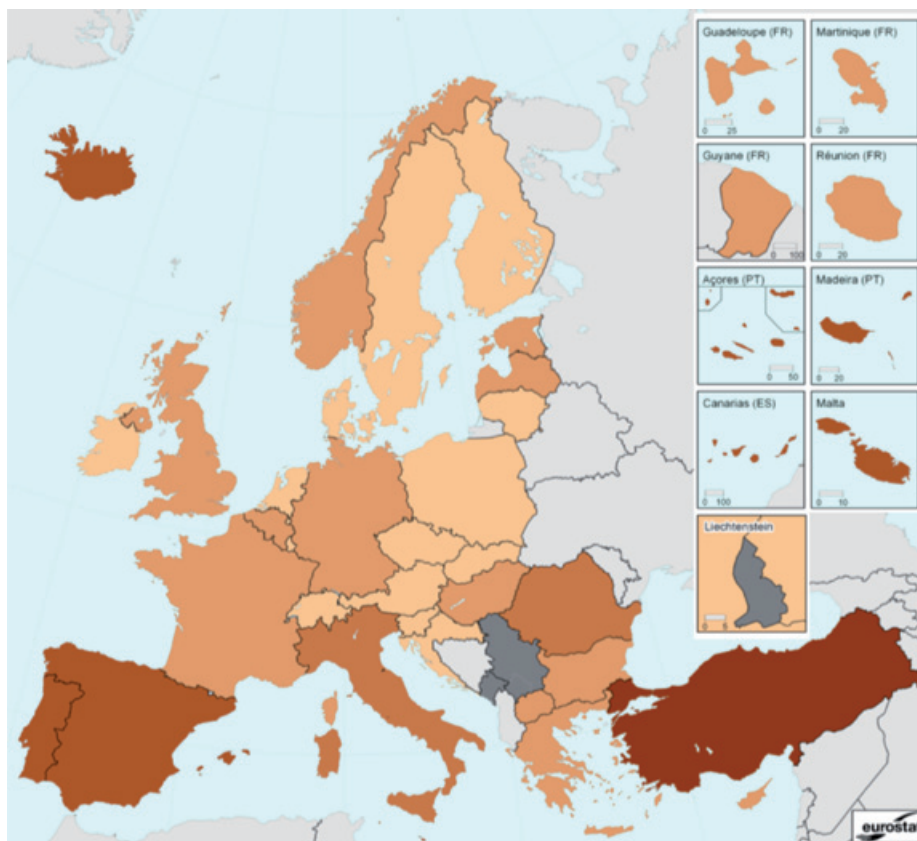 Guadeloupe (FR)
Martinique (FR)
0 25
0 20
Guyane (FR)
Réunion (FR)
0 100
0 20
Açores (PT)
Madeira (PT)
0 50
0 20
Canarias (ES)
Malta
0 100
0 10
Liechtenstein
0 5
eurostat